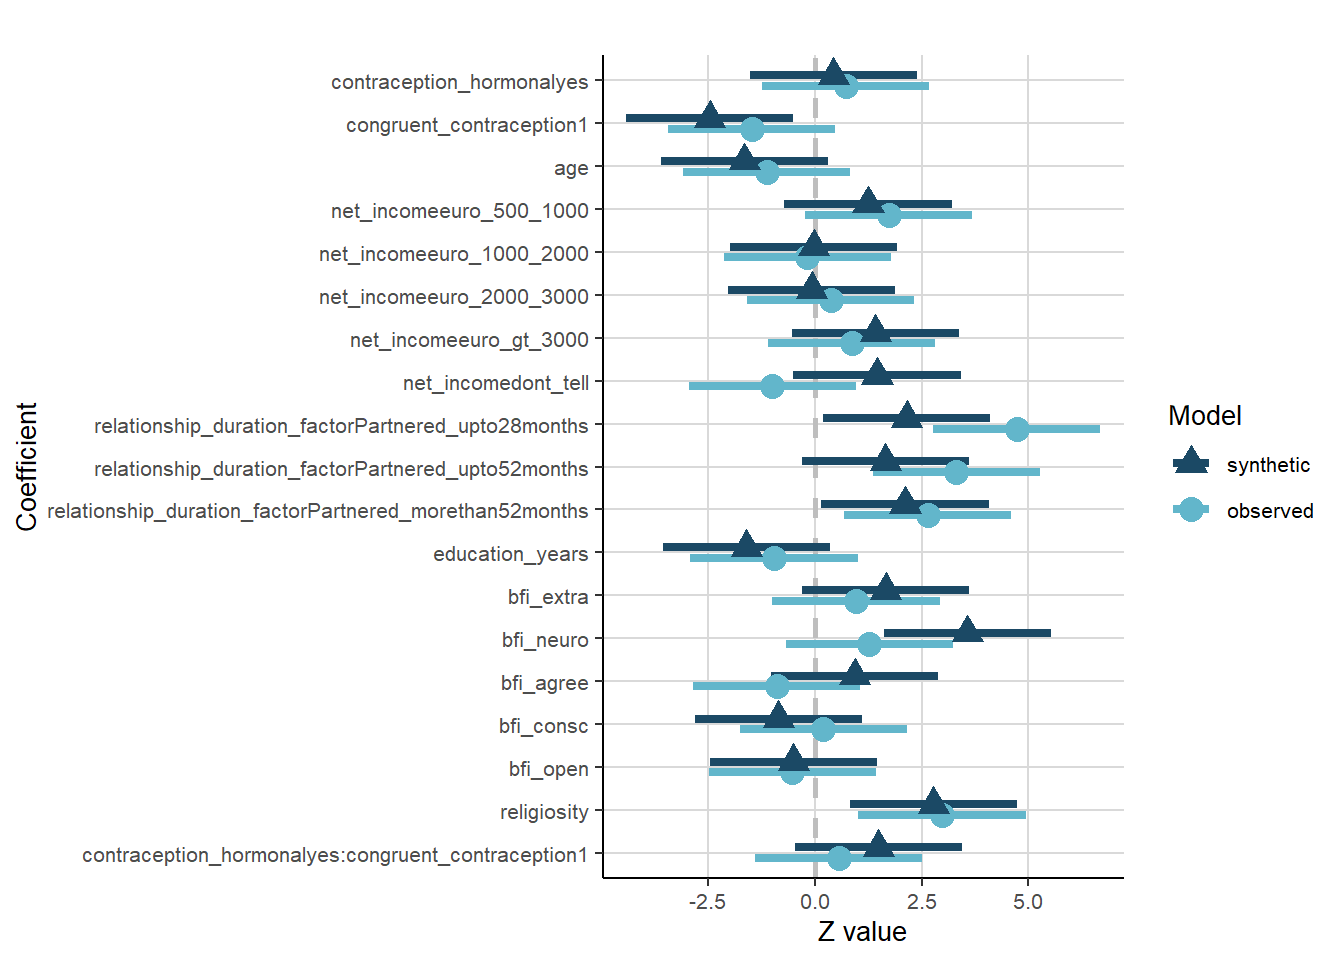 contraception_hormonalyes
congruent_contraception1
age
net_incomeeuro_500_1000
net_incomeeuro_1000_2000
net_incomeeuro_2000_3000
net_incomeeuro_gt_3000
net_incomedont_tell
relationship_duration_factorPartnered_upto28months
relationship_duration_factorPartnered_upto52months
relationship_duration_factorPartnered_morethan52months
education_years
bfi_extra
bfi_neuro
bfi_agree
bfi_consc
bfi_open
religiosity
contraception_hormonalyes:congruent_contraception1
Coefficient
-2.5 0.0 2.5 5.0
Z value
Model
synthetic
observed